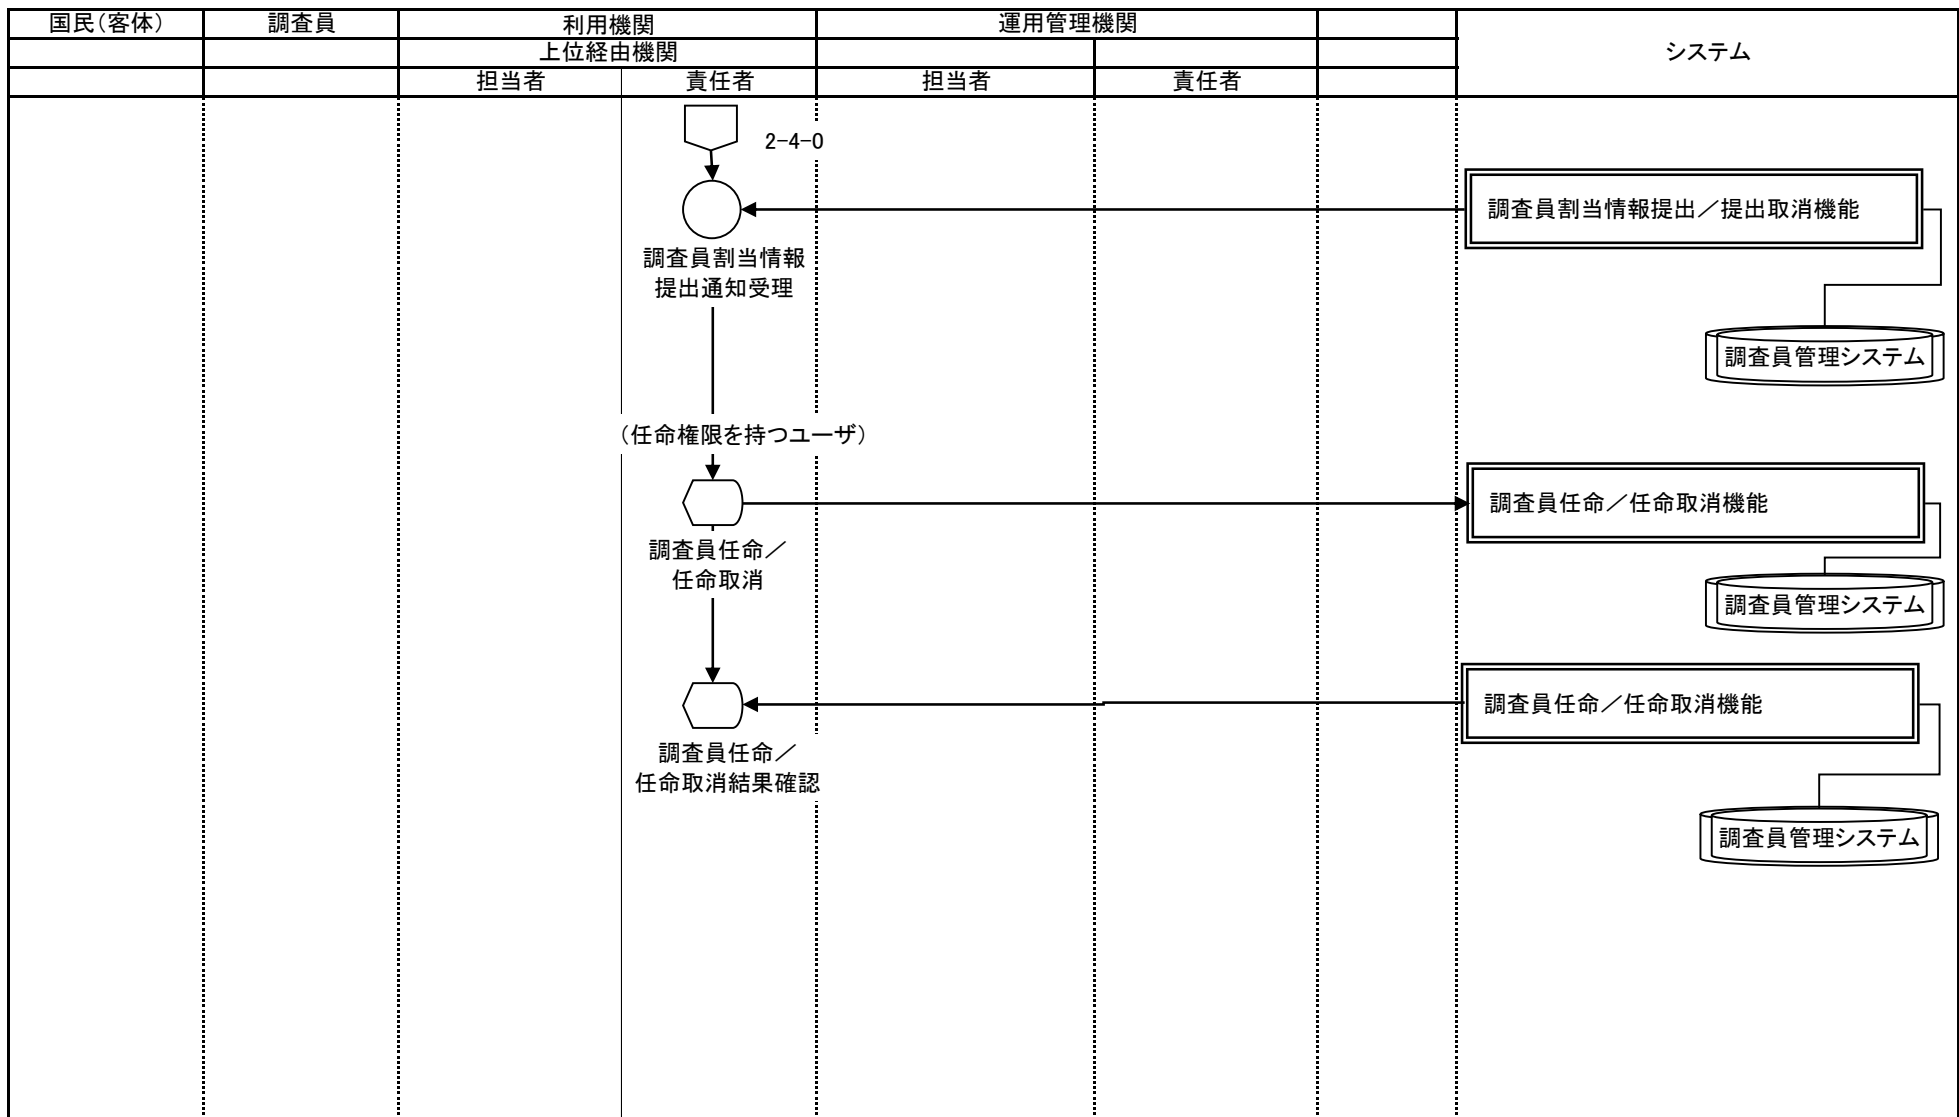 国民（客体） 調査員 利用機関 運用管理機関
上位経由機関 システム
担当者 責任者 担当者 責任者
2-4-0
調査員割当情報提出／提出取消機能
調査員割当情報
提出通知受理
調査員管理システム
（任命権限を持つユーザ）
調査員任命／任命取消機能
調査員任命／
任命取消
調査員管理システム
調査員任命／任命取消機能
調査員任命／
任命取消結果確認
調査員管理システム